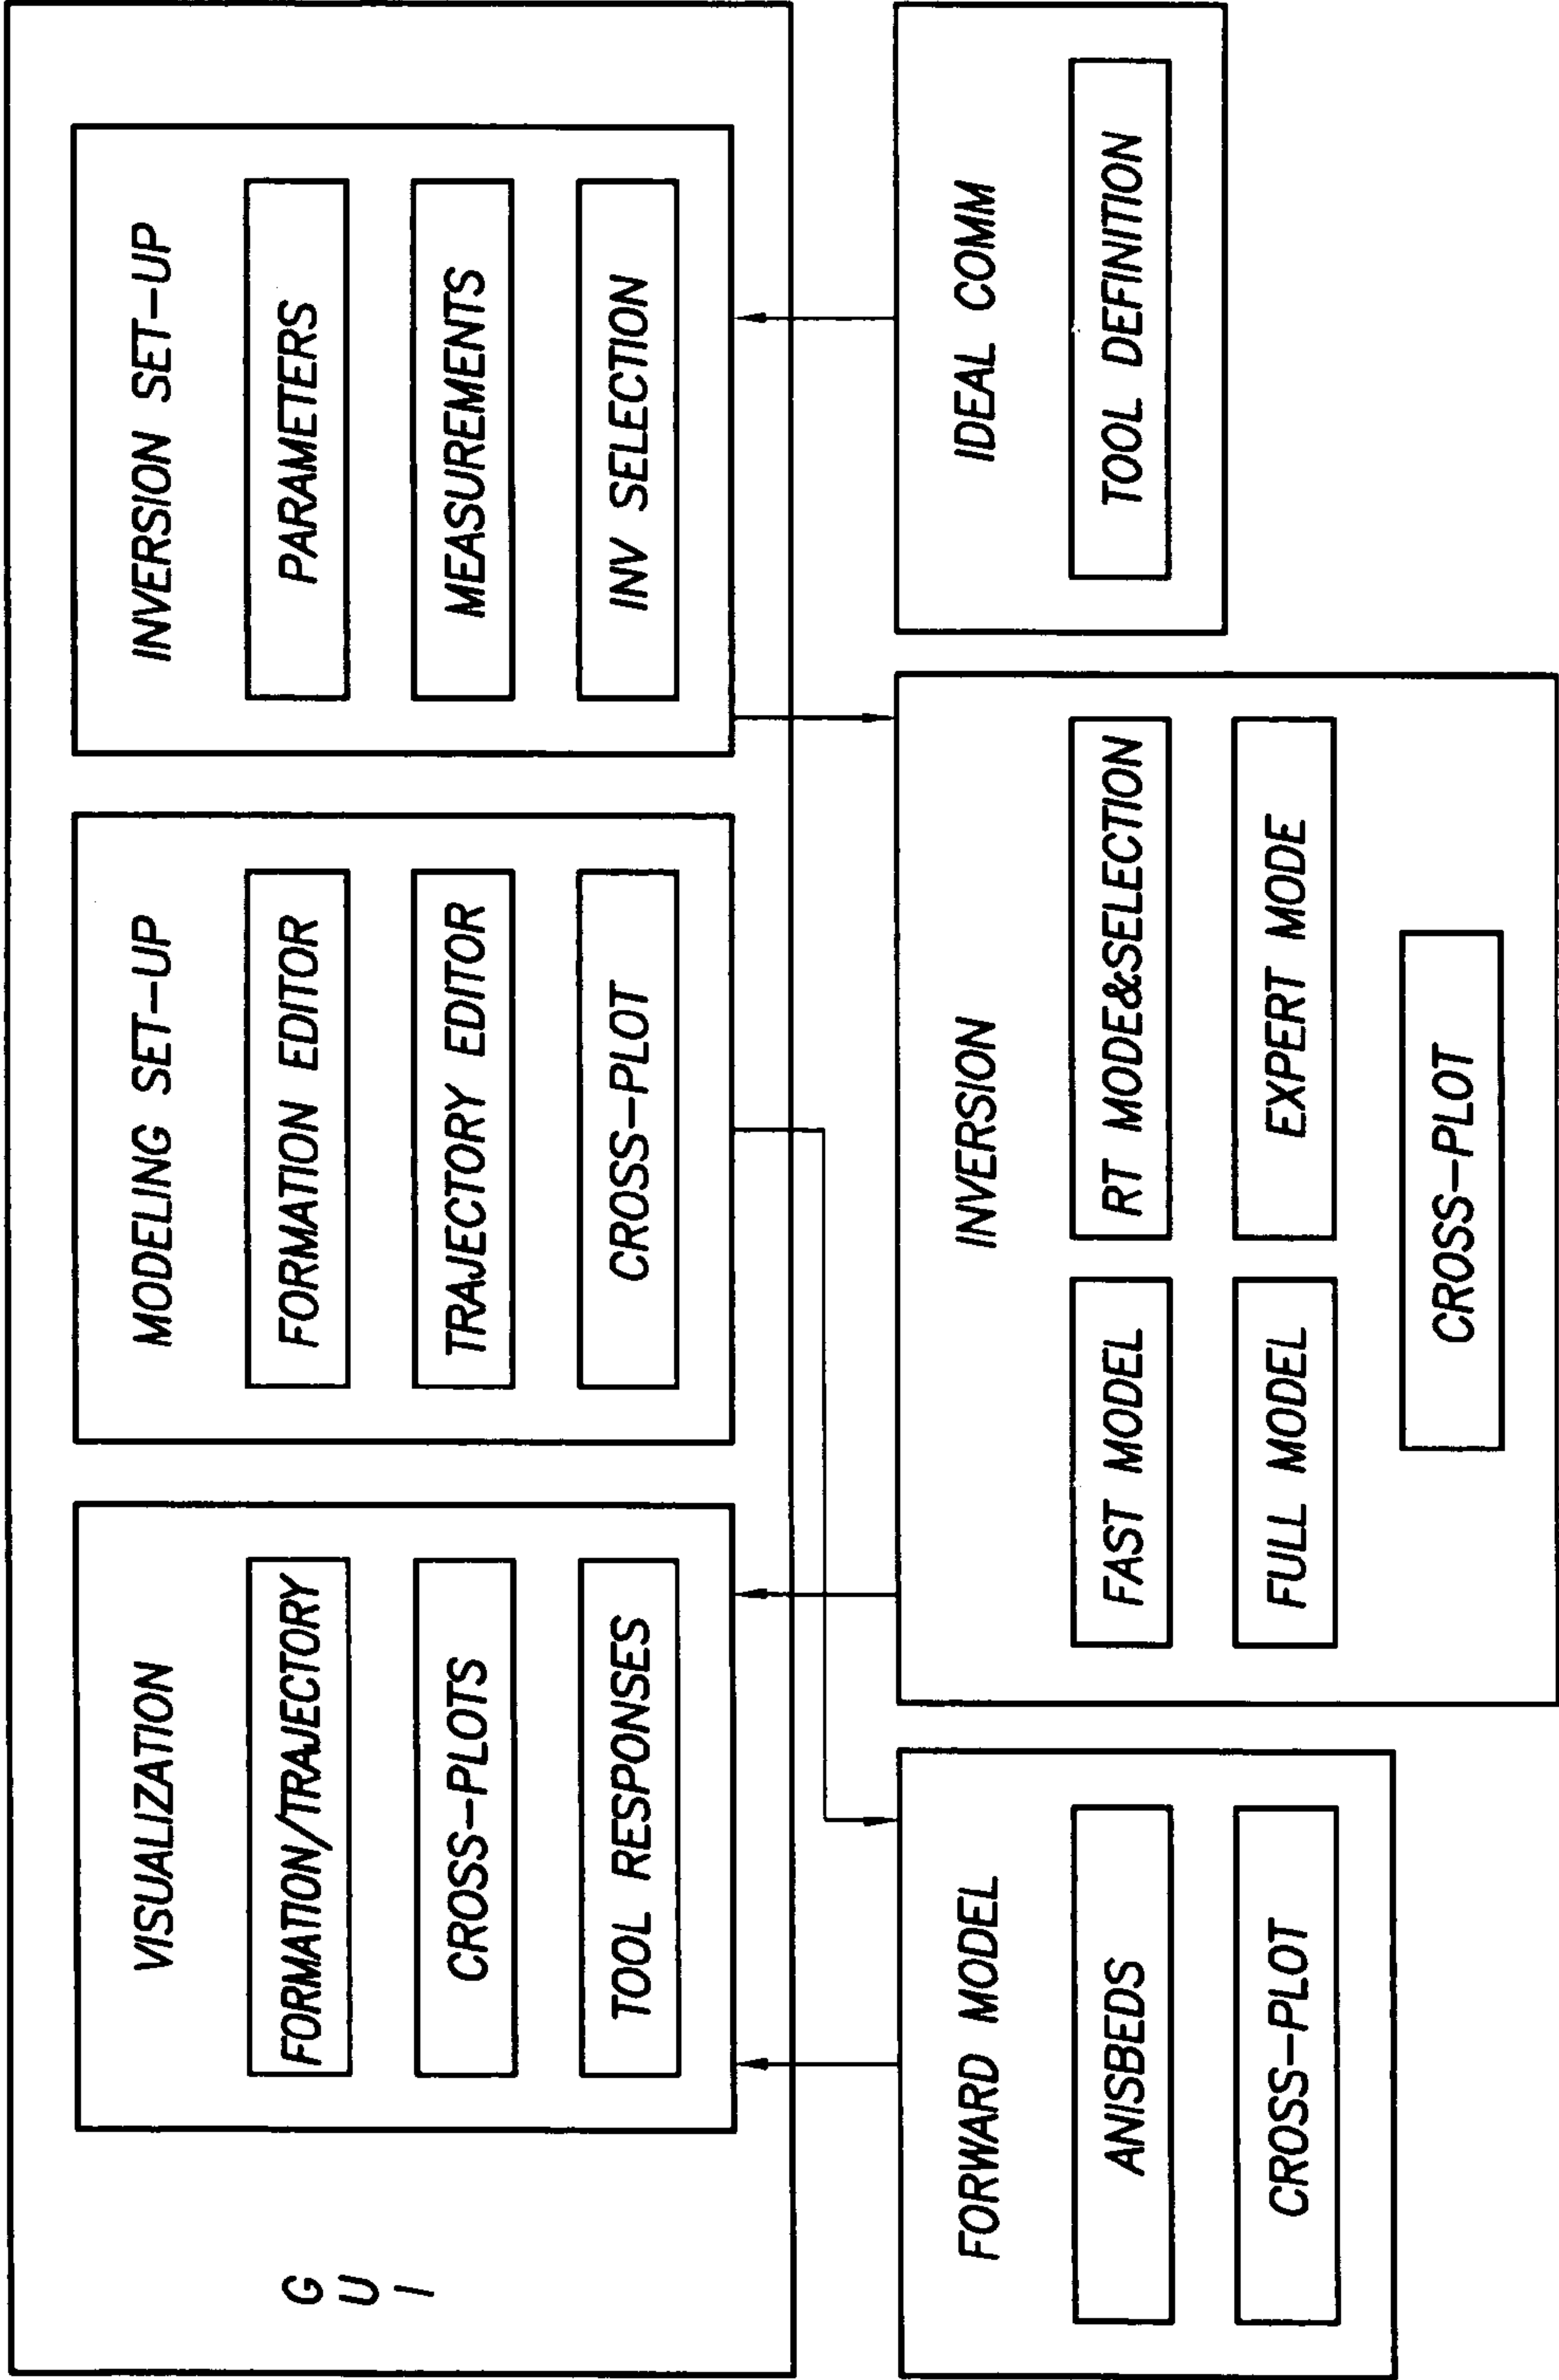 G
U
I
VISUALIZATION
FORMATION/TRAJECTORY
CROSS-PLOTS
TOOL RESPONSES
MODELING SET-UP
FORMATION EDITOR
TRAJECTORY EDITOR
CROSS-PLOT
INVERSION SET-UP
PARAMETERS
MEASUREMENTS
INV SELECTION
FORWARD MODEL
ANISBEDS
CROSS-PLOT
INVERSION
FAST MODEL
RT MODE&SELECTION
FULL MODEL
EXPERT MODE
CROSS-PLOT
IDEAL COMM
TOOL DEFINITION